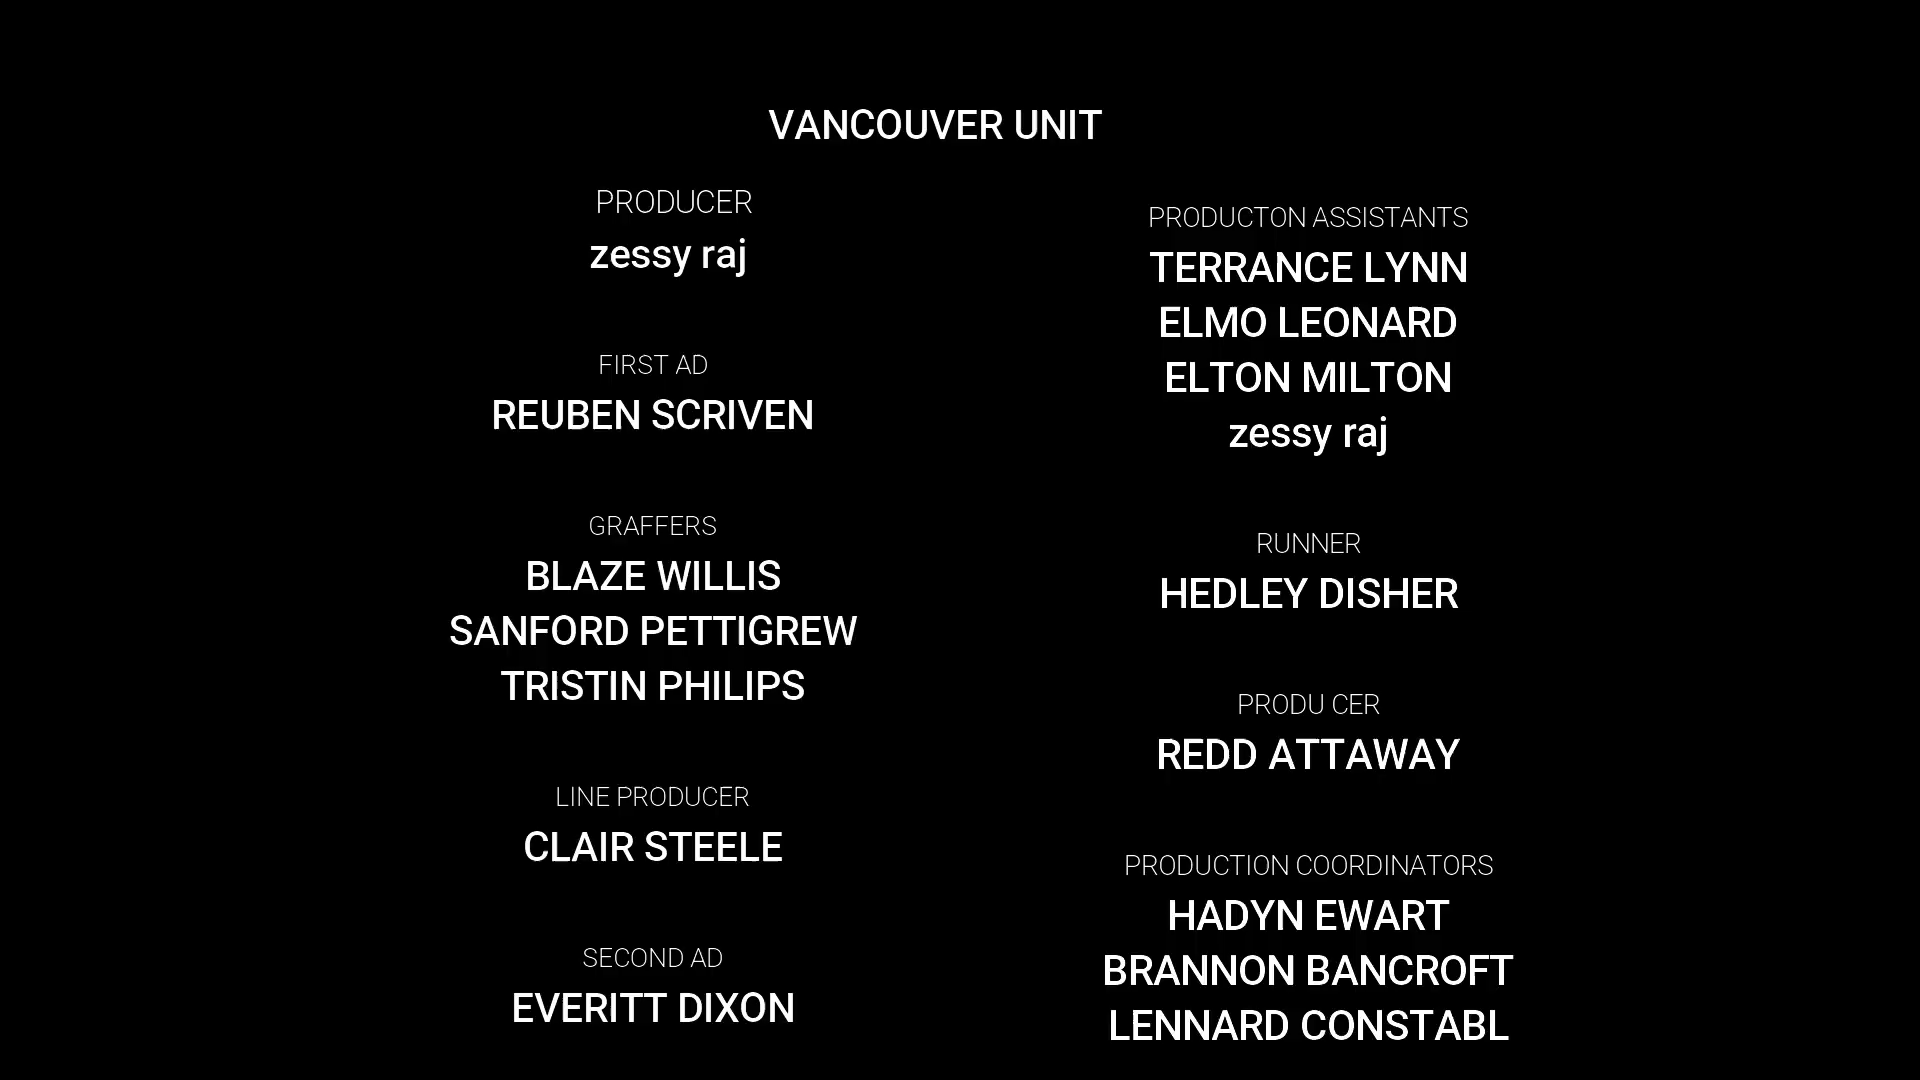 VANCOUVER UNIT
PRODUCER
zessy raj
FIRST AD
REUBEN SCRIVEN
GRAFFERS
BLAZE WILLIS
SANFORD PETTIGREW
TRISTIN PHILIPS
LINE PRODUCER
CLAIR STEELE
SECOND AD
EVERITT DIXON
PRODUCTON ASSISTANTS
TERRANCE LYNN
ELMO LEONARD
ELTON MILTON
zessy raj
RUNNER
HEDLEY DISHER
PRODU CER
REDD ATTAWAY
PRODUCTION COORDINATORS
HADYN EWART
BRANNON BANCROFT
LENNARD CONSTABL